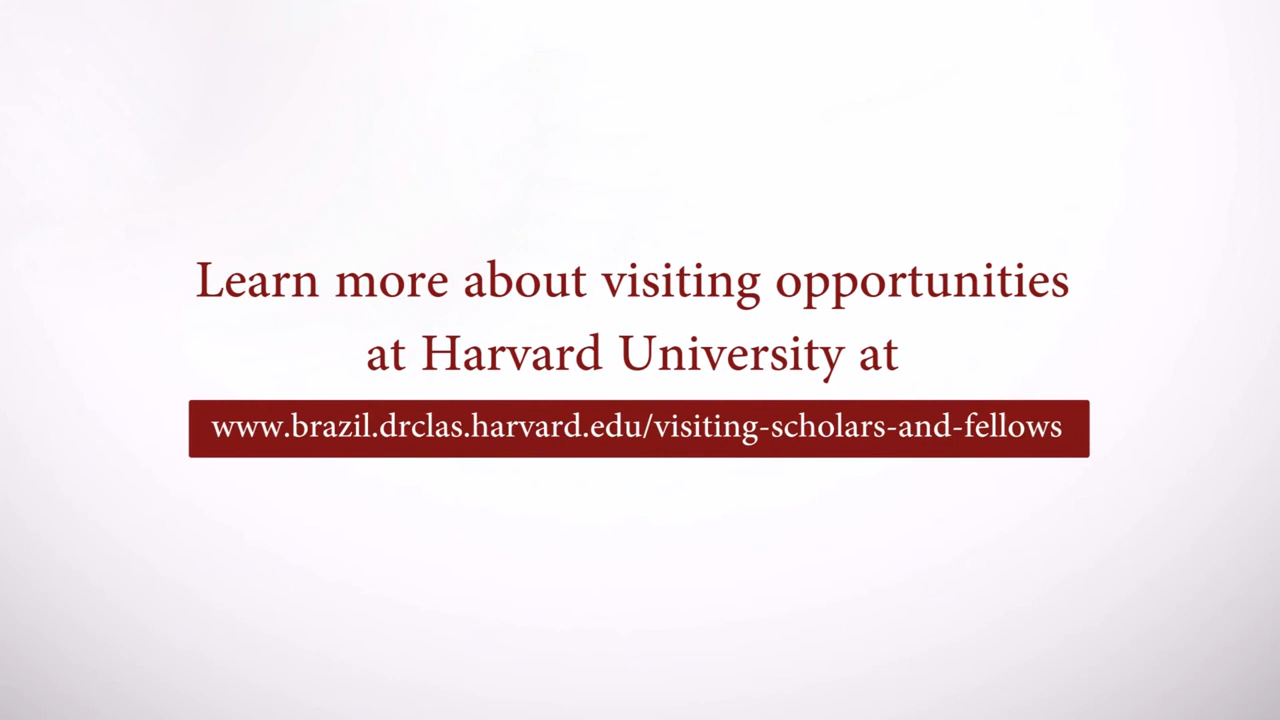 Learn more about visiting opportunities
at Harvard University at
www.brazil.drclas.harvard.edu/visiting-scholars-and-fellows